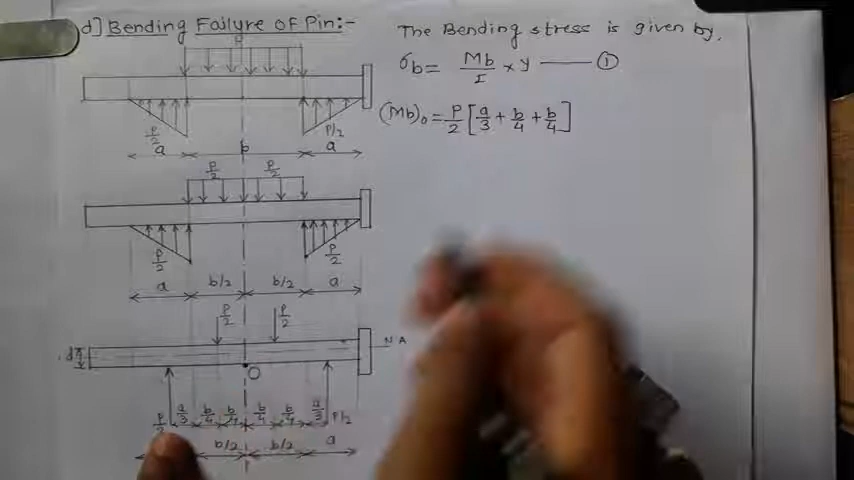 d] Bending Failure of Pin:-
P
P/2
P/2
a
b
a
P/2
P/2
P/2
P/2
a
b/2
b/2
a
P/2
P/2
d
N A
O
P/2
a/3
b/4
b/4
b/4
b/4
a/3
P/2
b/2
b/2
a
The Bending stress is given by,
σb = Mb/I × y —— ①
(Mb)₀ = P/2 [a/3 + b/4 + b/4]